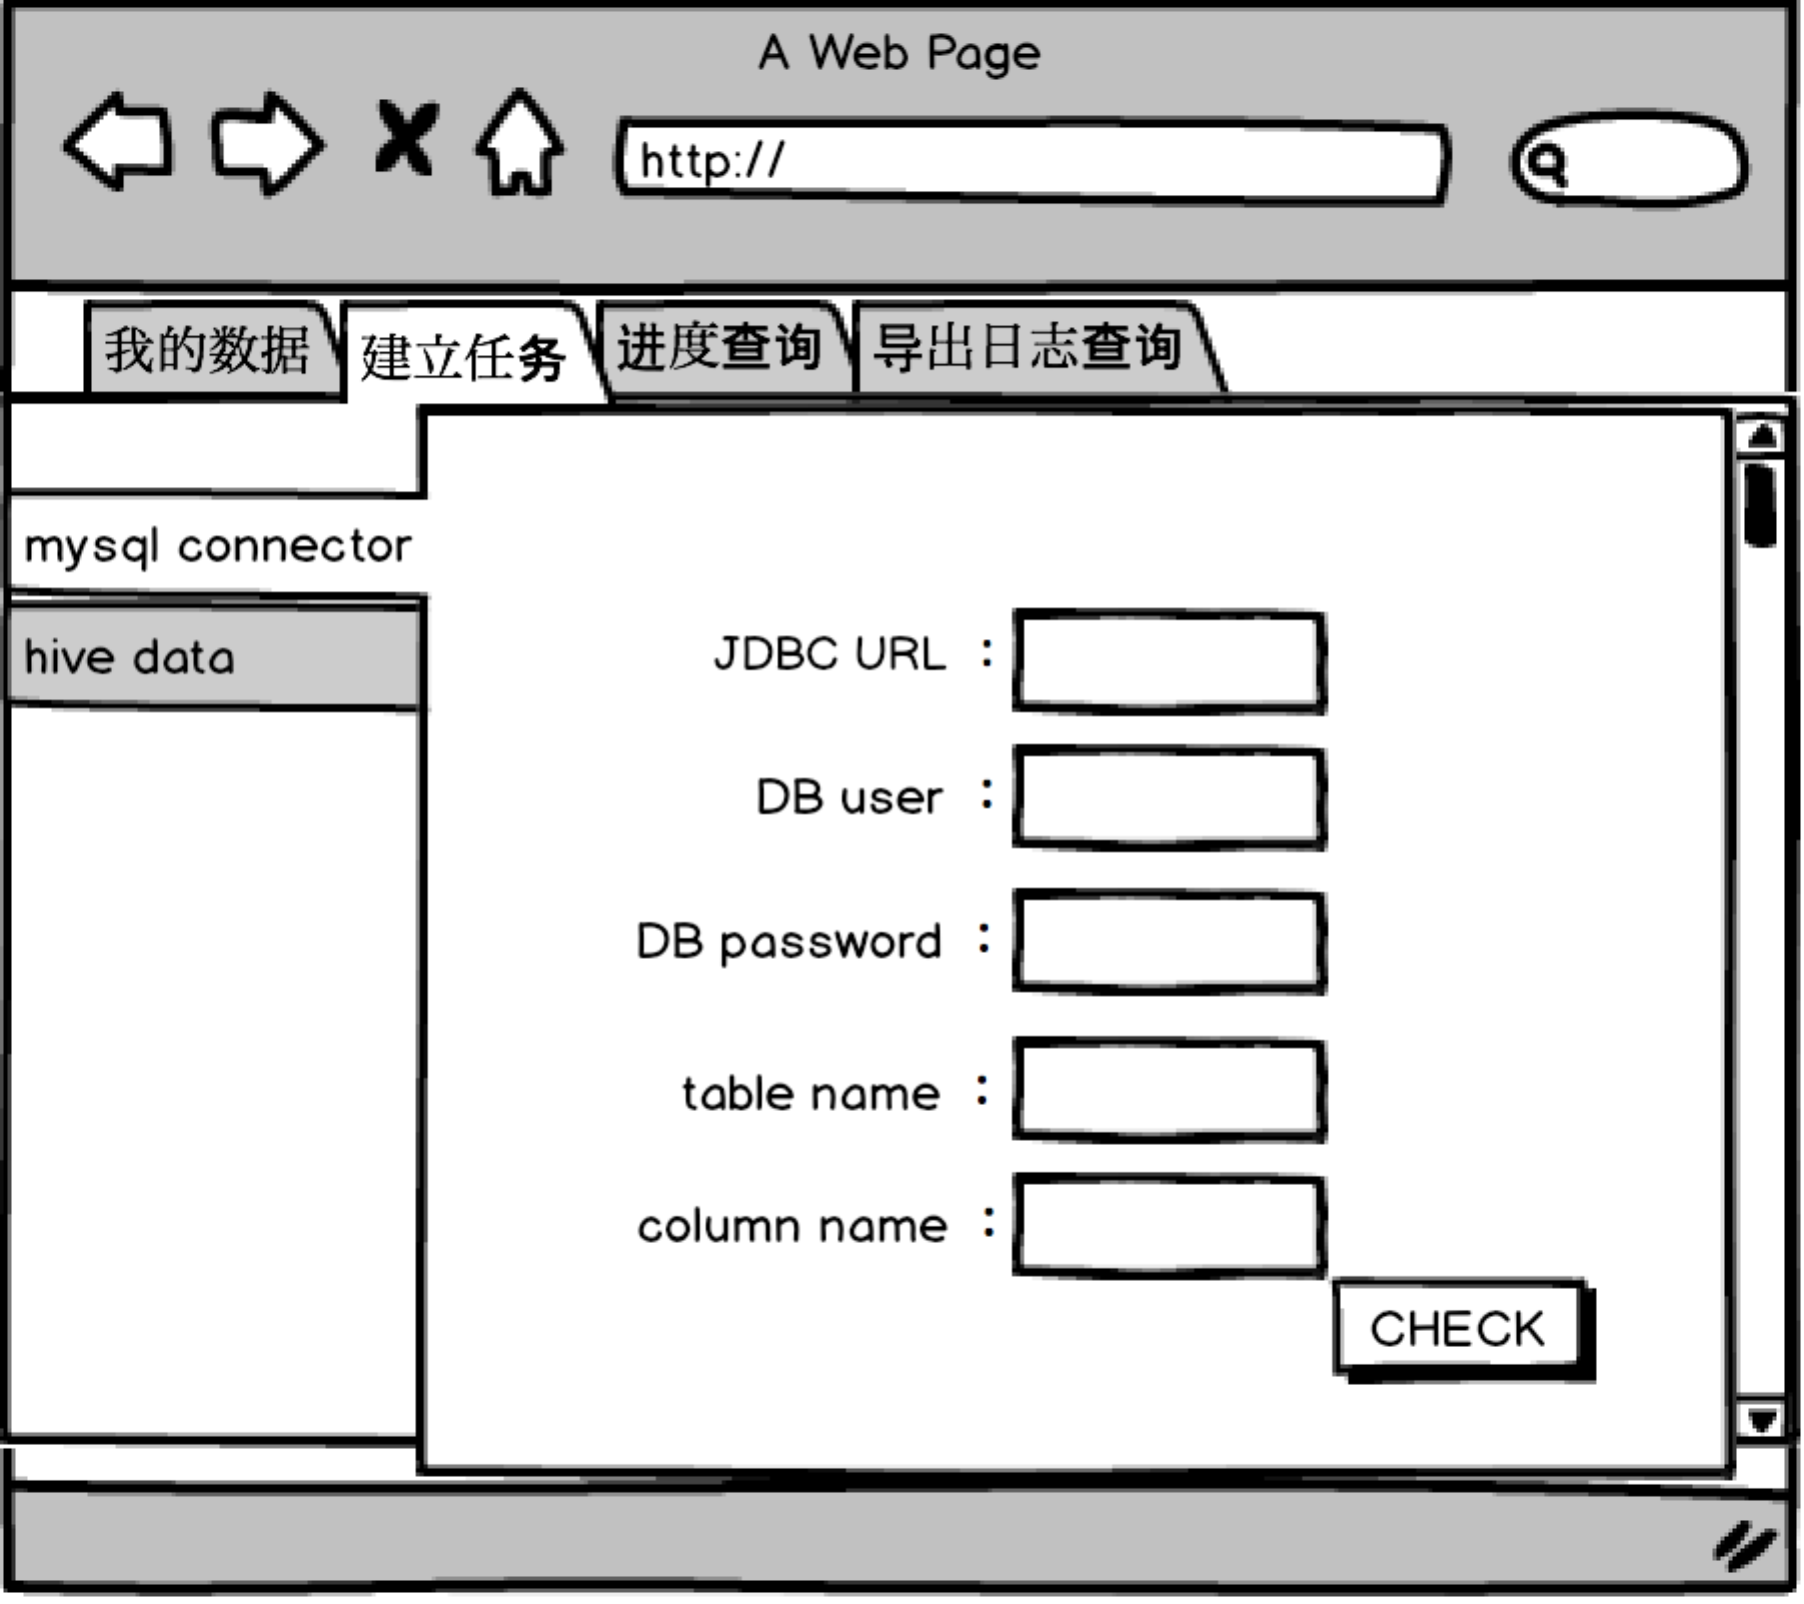 A Web Page
http://
我的数据 建立任务 进度查询 导出日志查询
mysql connector
hive data
JDBC URL :
DB user :
DB password :
table name :
column name :
CHECK